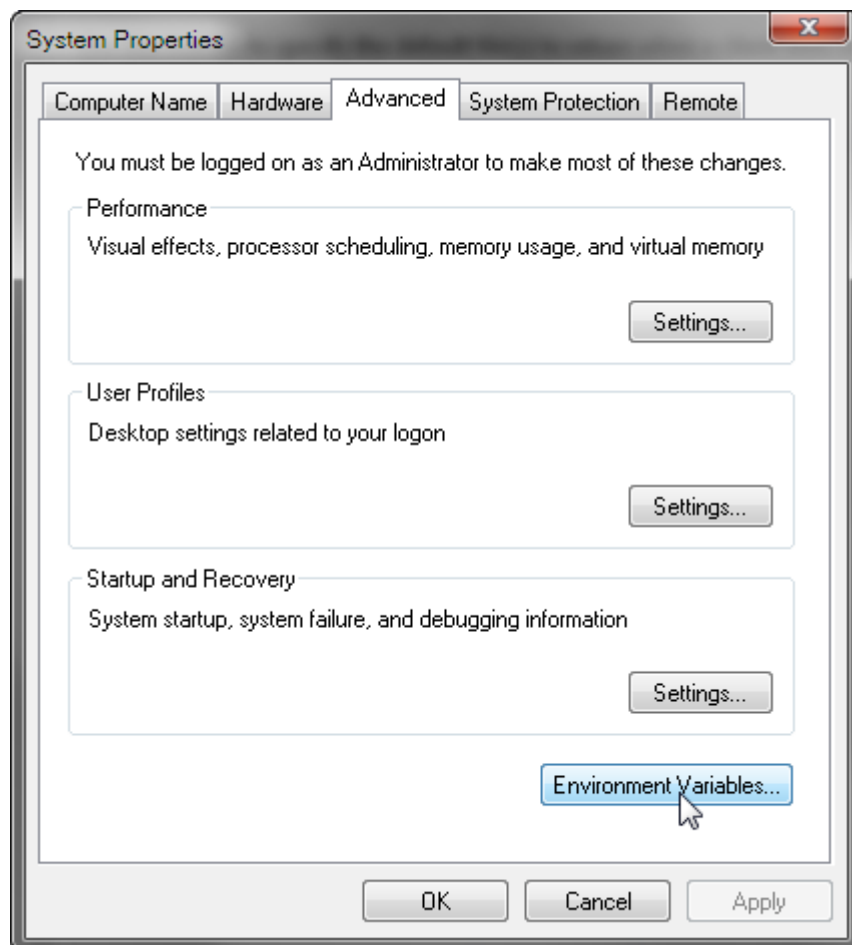 System Properties
Computer Name
Hardware
Advanced
System Protection
Remote
You must be logged on as an Administrator to make most of these changes.
Performance
Visual effects, processor scheduling, memory usage, and virtual memory
Settings...
User Profiles
Desktop settings related to your logon
Settings...
Startup and Recovery
System startup, system failure, and debugging information
Settings...
Environment Variables...
OK
Cancel
Apply